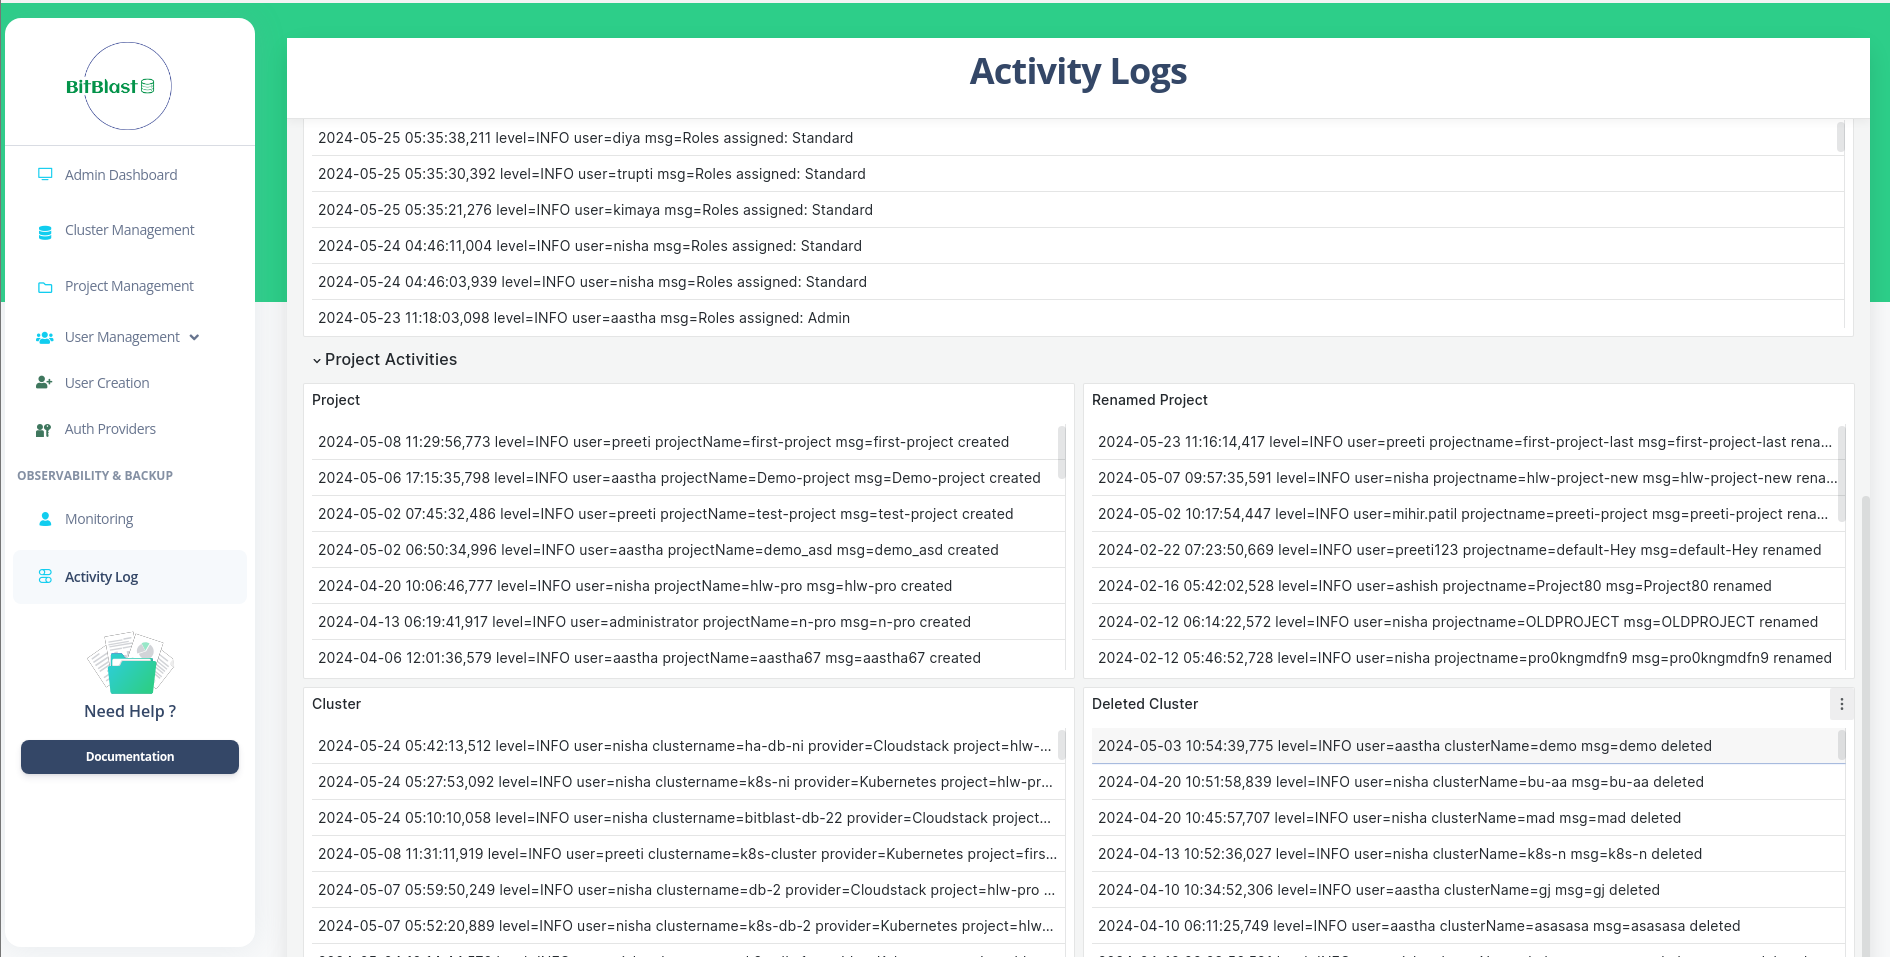 BitBlast
Admin Dashboard
Cluster Management
Project Management
User Management
User Creation
Auth Providers
OBSERVABILITY & BACKUP
Monitoring
Activity Log
Need Help ?
Documentation
Activity Logs
2024-05-25 05:35:38,211 level=INFO user=diya msg=Roles assigned: Standard
2024-05-25 05:35:30,392 level=INFO user=trupti msg=Roles assigned: Standard
2024-05-25 05:35:21,276 level=INFO user=kimaya msg=Roles assigned: Standard
2024-05-24 04:46:11,004 level=INFO user=nisha msg=Roles assigned: Standard
2024-05-24 04:46:03,939 level=INFO user=nisha msg=Roles assigned: Standard
2024-05-23 11:18:03,098 level=INFO user=aastha msg=Roles assigned: Admin
Project Activities
Project
2024-05-08 11:29:56,773 level=INFO user=preeti projectName=first-project msg=first-project created
2024-05-06 17:15:35,798 level=INFO user=aastha projectName=Demo-project msg=Demo-project created
2024-05-02 07:45:32,486 level=INFO user=preeti projectName=test-project msg=test-project created
2024-05-02 06:50:34,996 level=INFO user=aastha projectName=demo_asd msg=demo_asd created
2024-04-20 10:06:46,777 level=INFO user=nisha projectName=hlw-pro msg=hlw-pro created
2024-04-13 06:19:41,917 level=INFO user=administrator projectName=n-pro msg=n-pro created
2024-04-06 12:01:36,579 level=INFO user=aastha projectName=aastha67 msg=aastha67 created
Renamed Project
2024-05-23 11:16:14,417 level=INFO user=preeti projectname=first-project-last msg=first-project-last rena...
2024-05-07 09:57:35,591 level=INFO user=nisha projectname=hlw-project-new msg=hlw-project-new rena...
2024-05-02 10:17:54,447 level=INFO user=mihir.patil projectname=preeti-project msg=preeti-project rena...
2024-02-22 07:23:50,669 level=INFO user=preeti123 projectname=default-Hey msg=default-Hey renamed
2024-02-16 05:42:02,528 level=INFO user=ashish projectname=Project80 msg=Project80 renamed
2024-02-12 06:14:22,572 level=INFO user=nisha projectname=OLDPROJECT msg=OLDPROJECT renamed
2024-02-12 05:46:52,728 level=INFO user=nisha projectname=pro0kngmdfn9 msg=pro0kngmdfn9 renamed
Cluster
2024-05-24 05:42:13,512 level=INFO user=nisha clustername=ha-db-ni provider=Cloudstack project=hlw-...
2024-05-24 05:27:53,092 level=INFO user=nisha clustername=k8s-ni provider=Kubernetes project=hlw-pr...
2024-05-24 05:10:10,058 level=INFO user=nisha clustername=bitblast-db-22 provider=Cloudstack project...
2024-05-08 11:31:11,919 level=INFO user=preeti clustername=k8s-cluster provider=Kubernetes project=firs...
2024-05-07 05:59:50,249 level=INFO user=nisha clustername=db-2 provider=Cloudstack project=hlw-pro ...
2024-05-07 05:52:20,889 level=INFO user=nisha clustername=k8s-db-2 provider=Kubernetes project=hlw...
Deleted Cluster
2024-05-03 10:54:39,775 level=INFO user=aastha clusterName=demo msg=demo deleted
2024-04-20 10:51:58,839 level=INFO user=nisha clusterName=bu-aa msg=bu-aa deleted
2024-04-20 10:45:57,707 level=INFO user=nisha clusterName=mad msg=mad deleted
2024-04-13 10:52:36,027 level=INFO user=nisha clusterName=k8s-n msg=k8s-n deleted
2024-04-10 10:34:52,306 level=INFO user=aastha clusterName=gj msg=gj deleted
2024-04-10 06:11:25,749 level=INFO user=aastha clusterName=asasasa msg=asasasa deleted